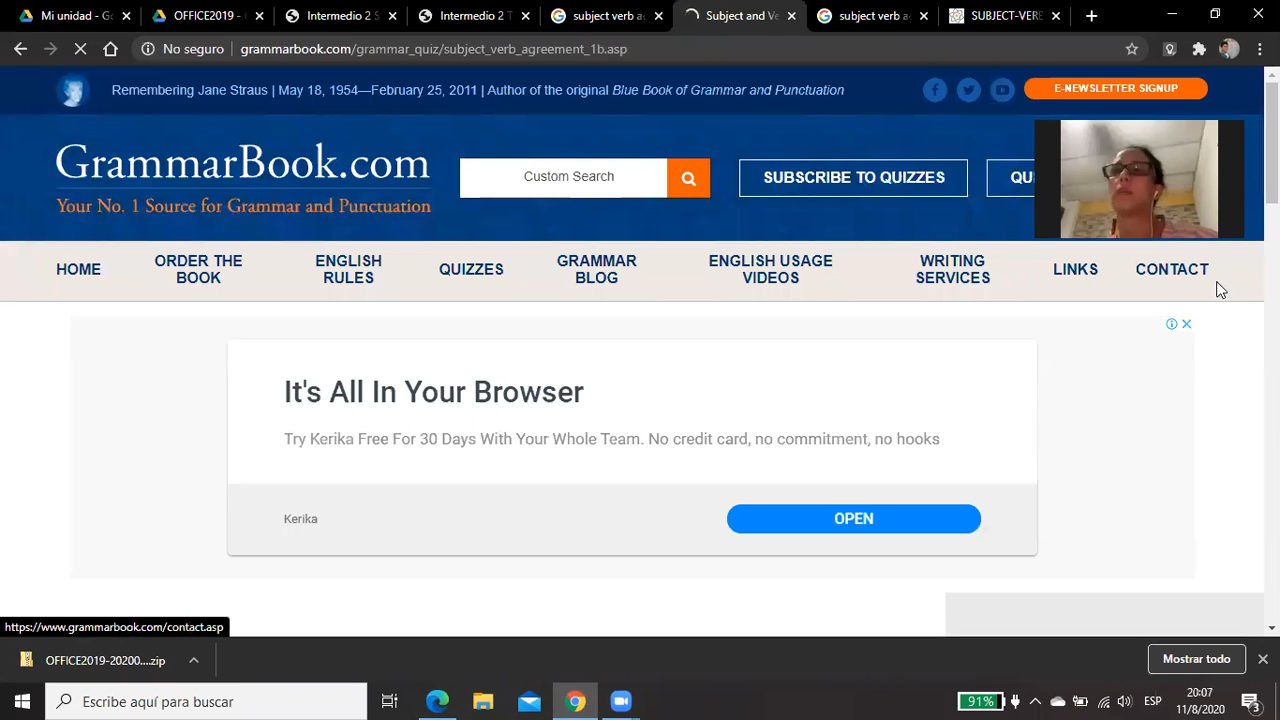 Mi unidad - Go
OFFICE2019 - G
Intermedio 2 S
Intermedio 2 T
subject verb ag
Subject and Ve
subject verb ag
SUBJECT-VERB
No seguro
grammarbook.com/grammar_quiz/subject_verb_agreement_1b.asp
Remembering Jane Straus | May 18, 1954—February 25, 2011 | Author of the original Blue Book of Grammar and Punctuation
E-NEWSLETTER SIGNUP
GrammarBook.com
Your No. 1 Source for Grammar and Punctuation
Custom Search
SUBSCRIBE TO QUIZZES
QU
HOME
ORDER THE
BOOK
ENGLISH
RULES
QUIZZES
GRAMMAR
BLOG
ENGLISH USAGE
VIDEOS
WRITING
SERVICES
LINKS
CONTACT
It's All In Your Browser
Try Kerika Free For 30 Days With Your Whole Team. No credit card, no commitment, no hooks
Kerika
OPEN
https://www.grammarbook.com/contact.asp
OFFICE2019-20200....zip
Mostrar todo
Escribe aquí para buscar
91%
ESP
20:07
11/8/2020
3